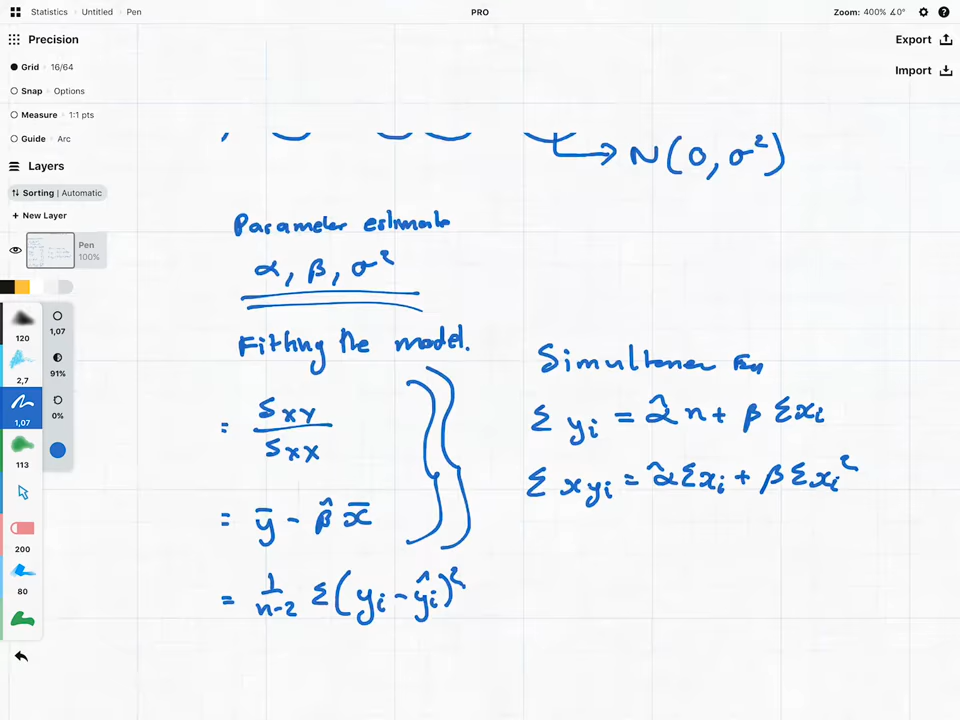 Statistics › Untitled › Pen
PRO
Zoom: 400% ∡0°
Precision
Export
Import
Grid › 16/64
Snap › Options
Measure › 1:1 pts
Guide › Arc
Layers
Sorting | Automatic
+ New Layer
Pen
100%
120
2,7
1,07
113
200
80
1,07
91%
0%
→ N(0, σ²)
Parameter estimate
α, β, σ²
Fitting the model.
= Sxy / Sxx
= ȳ - β̂ x̄
= 1/(n-2) Σ(yi - ŷi)²
Simultaneo Eqn
Σ yi = α̂ n + β Σxi
Σ xyi = α̂ Σxi + β Σxi²